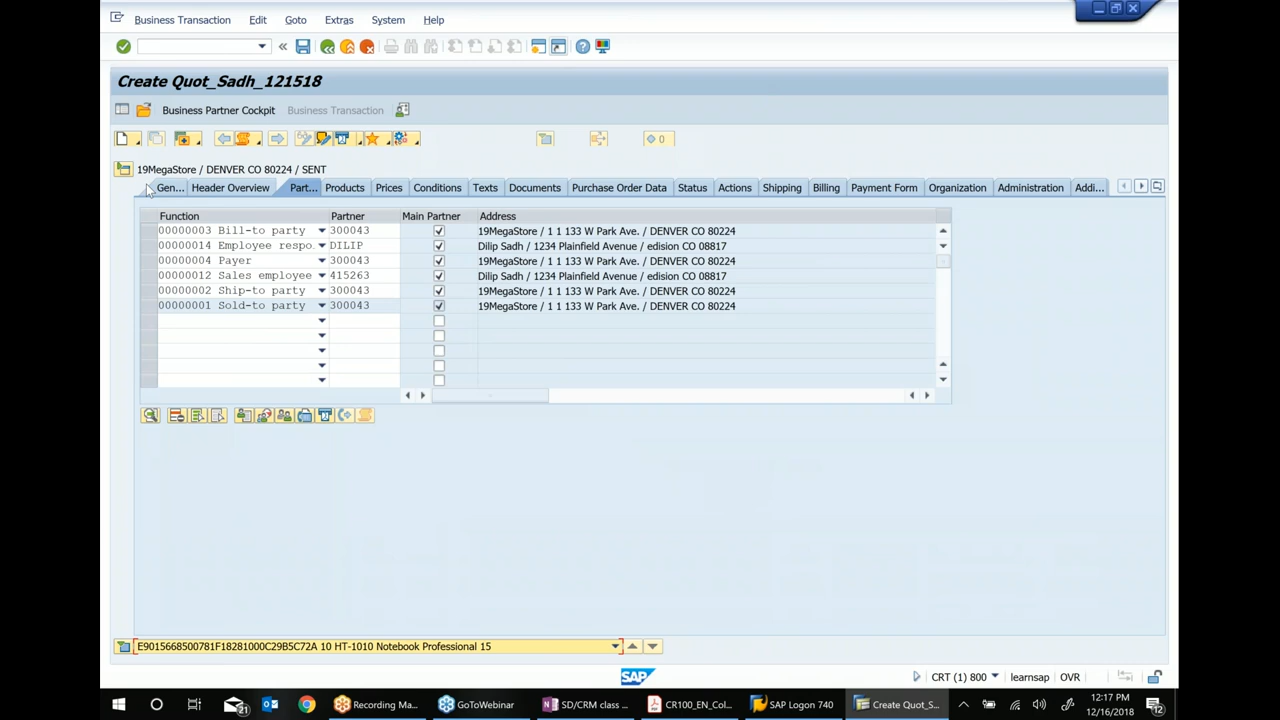 Business Transaction Edit Goto Extras System Help
Create Quot_Sadh_121518
Business Partner Cockpit Business Transaction
0
19MegaStore / DENVER CO 80224 / SENT
Gen... Header Overview Part... Products Prices Conditions Texts Documents Purchase Order Data Status Actions Shipping Billing Payment Form Organization Administration Addi...
Function Partner Main Partner Address
00000003 Bill-to party 300043 19MegaStore / 1 1 133 W Park Ave. / DENVER CO 80224
00000014 Employee respo. DILIP Dilip Sadh / 1234 Plainfield Avenue / edision CO 08817
00000004 Payer 300043 19MegaStore / 1 1 133 W Park Ave. / DENVER CO 80224
00000012 Sales employee 415263 Dilip Sadh / 1234 Plainfield Avenue / edision CO 08817
00000002 Ship-to party 300043 19MegaStore / 1 1 133 W Park Ave. / DENVER CO 80224
00000001 Sold-to party 300043 19MegaStore / 1 1 133 W Park Ave. / DENVER CO 80224
E9015668500781F18281000C29B5C72A 10 HT-1010 Notebook Professional 15
SAP
CRT (1) 800 learnsap OVR
21 Recording Ma... GoToWebinar SD/CRM class ... CR100_EN_Col... SAP Logon 740 Create Quot_S...
12:17 PM
12/16/2018
12